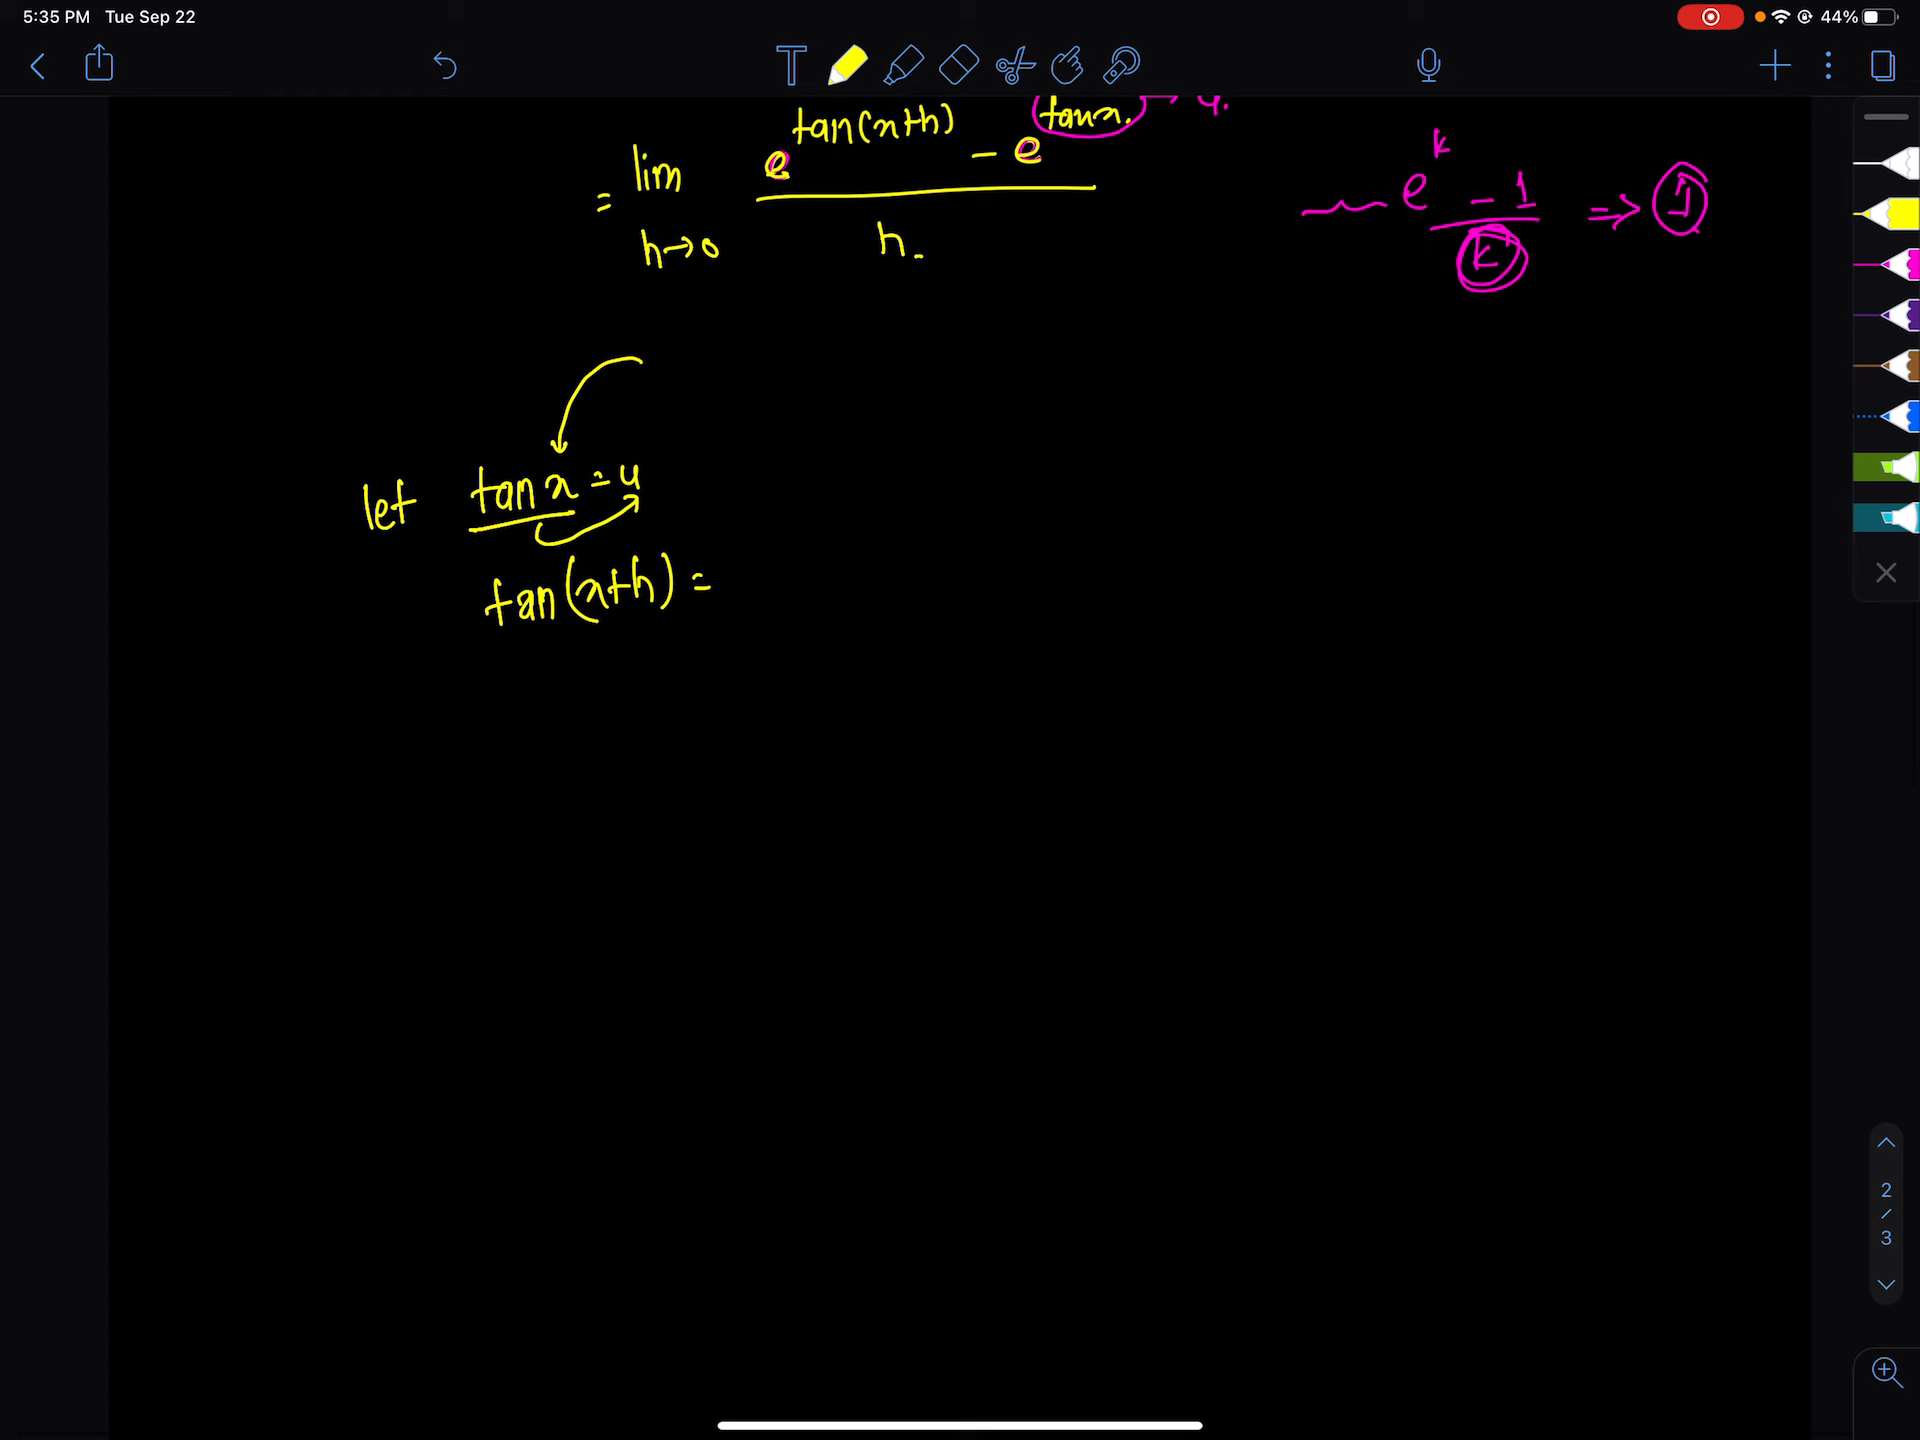 5:35 PM Tue Sep 22
44%
= lim h→0 e^tan(x+h) - e^tanx. → u.
h.
e^k - 1 / k => 1
let tanx = u
tan(x+h) =
2
/
3